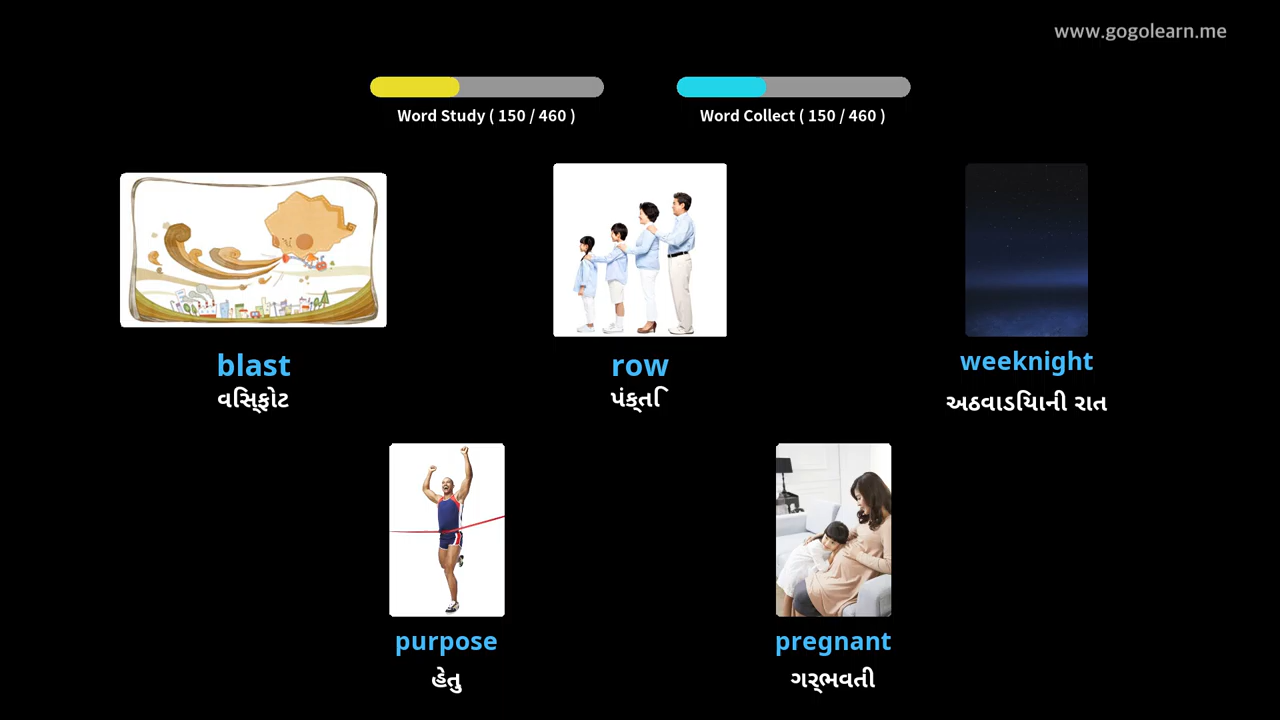 www.gogolearn.me
Word Study ( 150 / 460 )
Word Collect ( 150 / 460 )
blast
વિસ્ફોટ
row
પંક્તિ
weeknight
અઠવાડિયાની રાત
purpose
હેતુ
pregnant
ગર્ભવતી